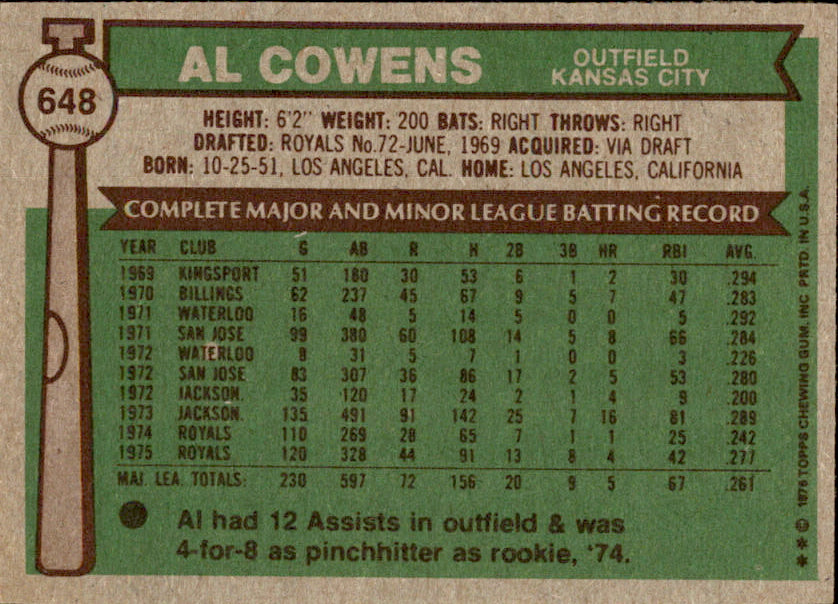 648
AL COWENS
OUTFIELD
KANSAS CITY
HEIGHT: 6'2" WEIGHT: 200 BATS: RIGHT THROWS: RIGHT
DRAFTED: ROYALS No.72-JUNE, 1969 ACQUIRED: VIA DRAFT
BORN: 10-25-51, LOS ANGELES, CAL. HOME: LOS ANGELES, CALIFORNIA
COMPLETE MAJOR AND MINOR LEAGUE BATTING RECORD
YEAR CLUB G AB R H 2B 3B HR RBI AVG.
1969 KINGSPORT 51 180 30 53 6 1 2 30 .294
1970 BILLINGS 62 237 45 67 9 5 7 47 .283
1971 WATERLOO 16 48 5 14 5 0 0 5 .292
1971 SAN JOSE 99 380 60 108 14 5 8 66 .284
1972 WATERLOO 9 31 5 7 1 0 0 3 .226
1972 SAN JOSE 83 307 36 86 17 2 5 53 .280
1972 JACKSON 35 120 17 24 2 1 4 9 .200
1973 JACKSON 135 491 91 142 25 7 16 81 .289
1974 ROYALS 110 269 28 65 7 1 1 25 .242
1975 ROYALS 120 328 44 91 13 8 4 42 .277
MAJ. LEA. TOTALS: 230 597 72 156 20 9 5 67 .261
Al had 12 Assists in outfield & was
4-for-8 as pinchhitter as rookie, '74.
** © 1976 TOPPS CHEWING GUM, INC. PRTD. IN U.S.A.